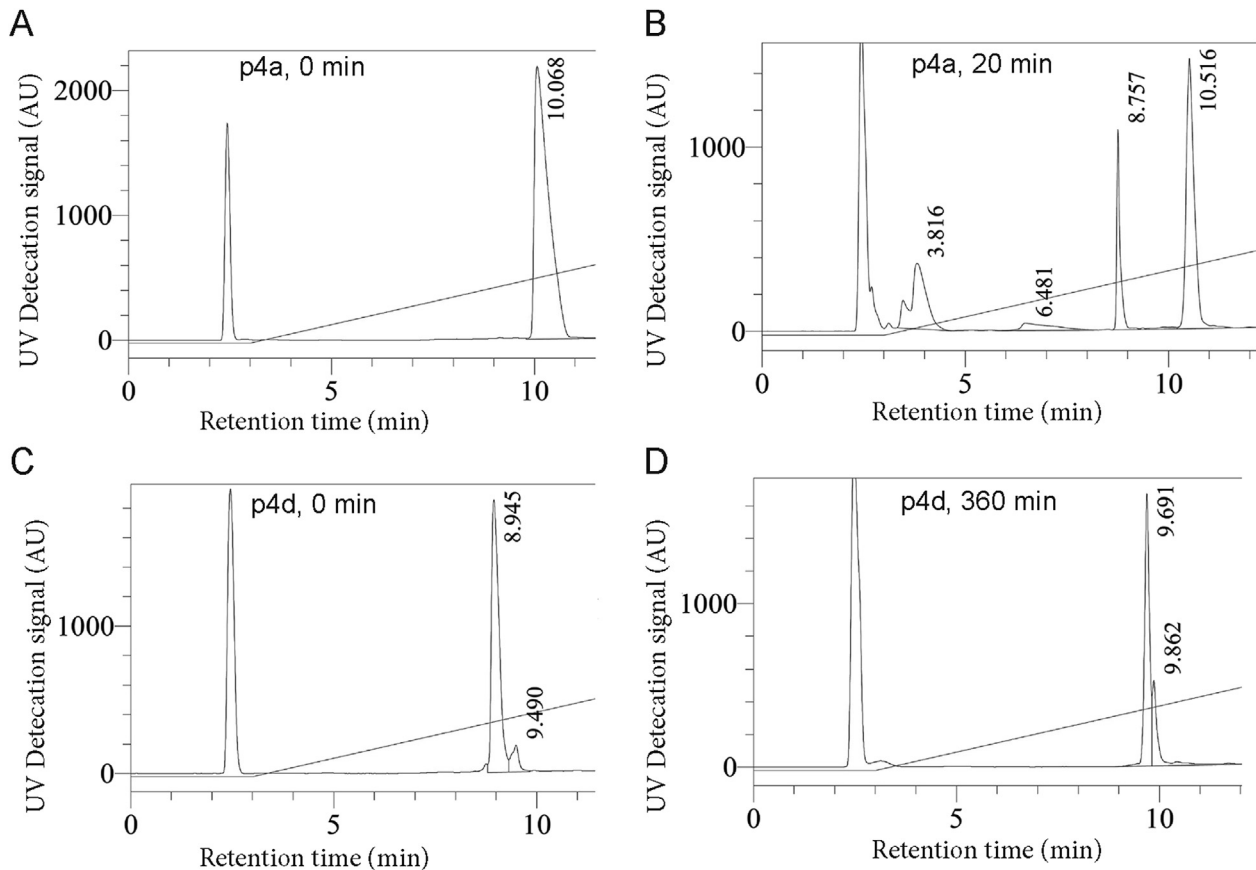 A
p4a, 0 min
10.068
2000
1000
0
UV Detecation signal (AU)
0 5 10
Retention time (min)
B
p4a, 20 min
3.816
6.481
8.757
10.516
1000
0
UV Detecation signal (AU)
0 5 10
Retention time (min)
C
p4d, 0 min
8.945
9.490
1000
0
UV Detecation signal (AU)
0 5 10
Retention time (min)
D
p4d, 360 min
9.691
9.862
1000
0
UV Detecation signal (AU)
0 5 10
Retention time (min)